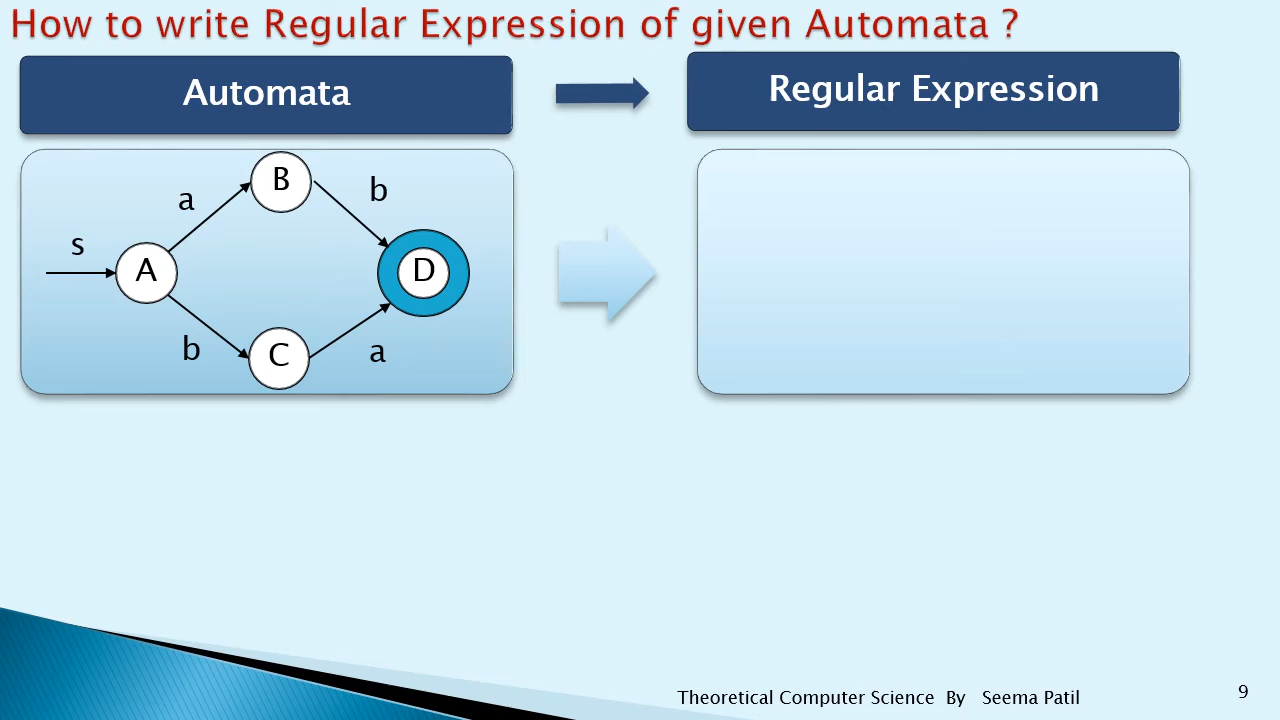 How to write Regular Expression of given Automata ?
Automata
Regular Expression
B
a
b
s
A
D
b
C
a
Theoretical Computer Science By Seema Patil
9